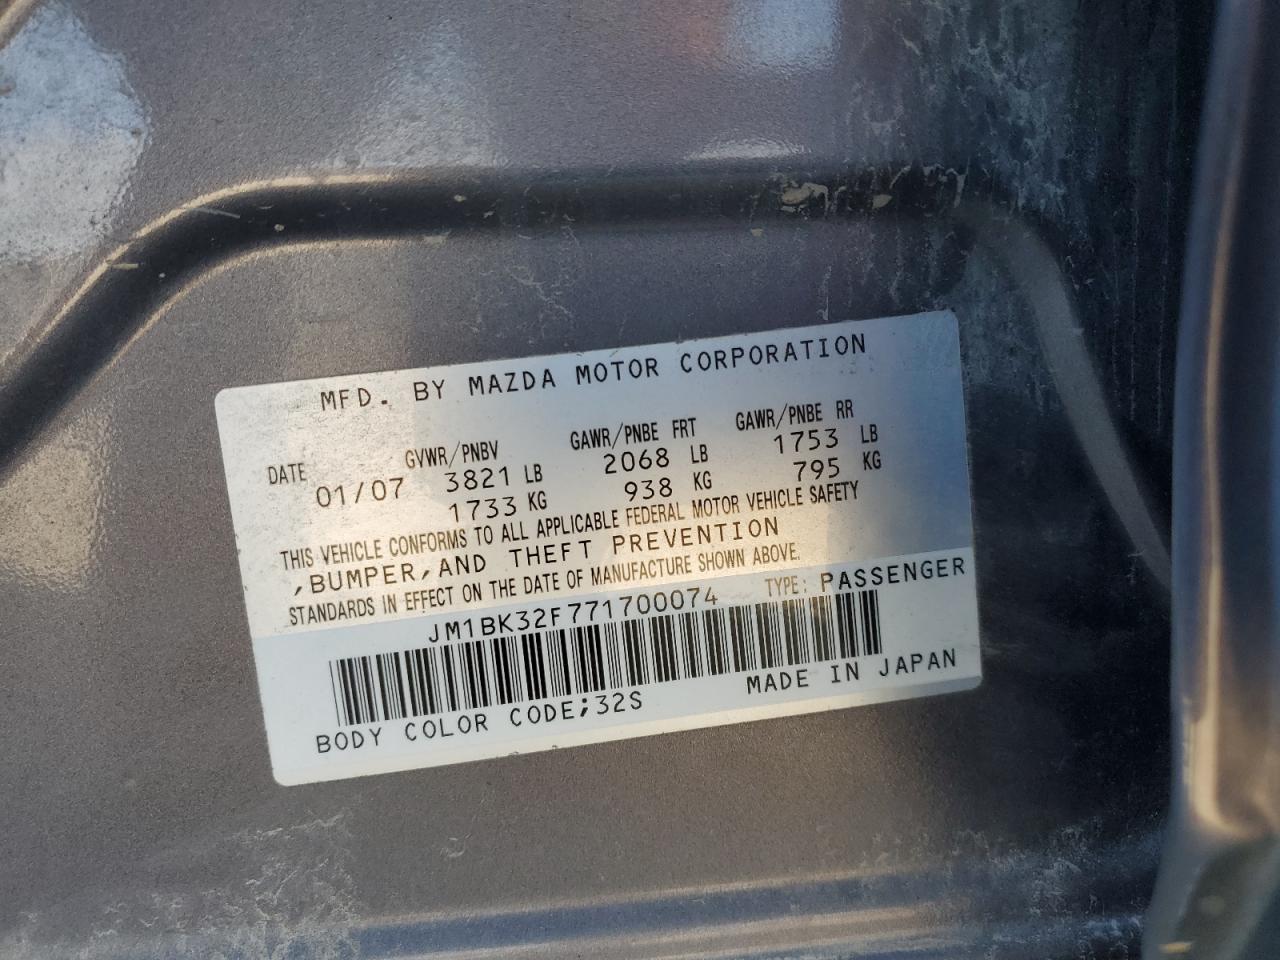 MFD. BY MAZDA MOTOR CORPORATION
DATE GVWR/PNBV GAWR/PNBE FRT GAWR/PNBE RR
01/07 3821 LB 2068 LB 1753 LB
1733 KG 938 KG 795 KG
THIS VEHICLE CONFORMS TO ALL APPLICABLE FEDERAL MOTOR VEHICLE SAFETY
,BUMPER,AND THEFT PREVENTION
STANDARDS IN EFFECT ON THE DATE OF MANUFACTURE SHOWN ABOVE.
JM1BK32F771700074 TYPE: PASSENGER
BODY COLOR CODE;32S MADE IN JAPAN